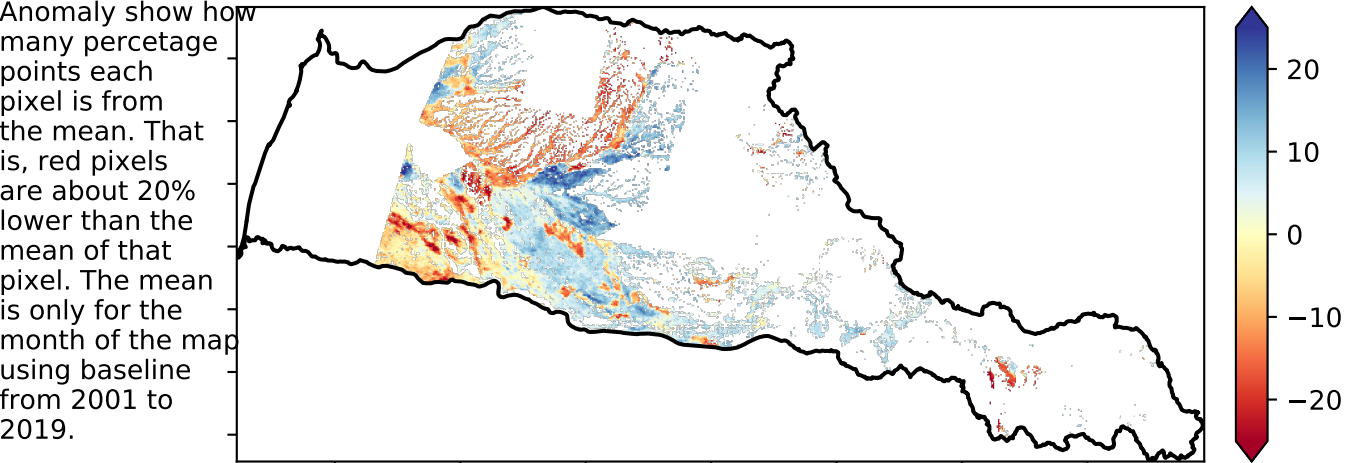 Anomaly show how
many percetage
points each
pixel is from
the mean. That
is, red pixels
are about 20%
lower than the
mean of that
pixel. The mean
is only for the
month of the map
using baseline
from 2001 to
2019.
20
10
0
−10
−20